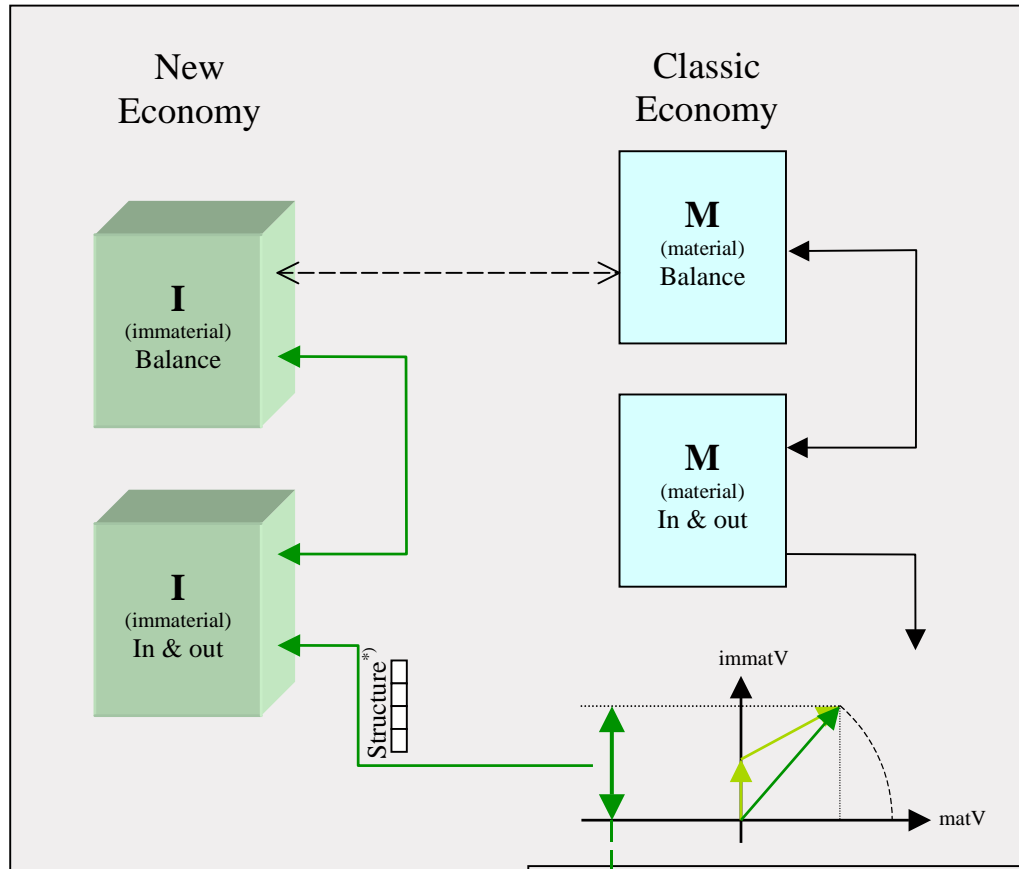 New
Economy
Classic
Economy
I
(immaterial)
Balance
M
(material)
Balance
I
(immaterial)
In & out
M
(material)
In & out
Structure*)
immatV
matV